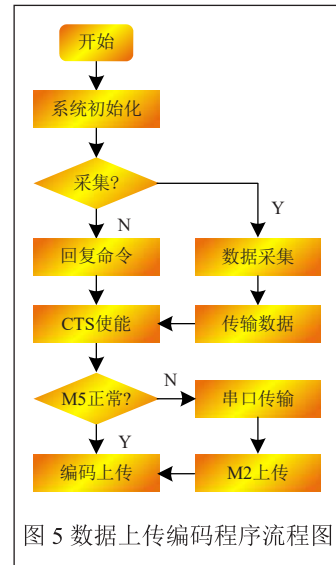 开始
系统初始化
采集?
N
Y
回复命令
数据采集
CTS使能
传输数据
M5正常?
N
串口传输
Y
编码上传
M2上传
图 5 数据上传编码程序流程图